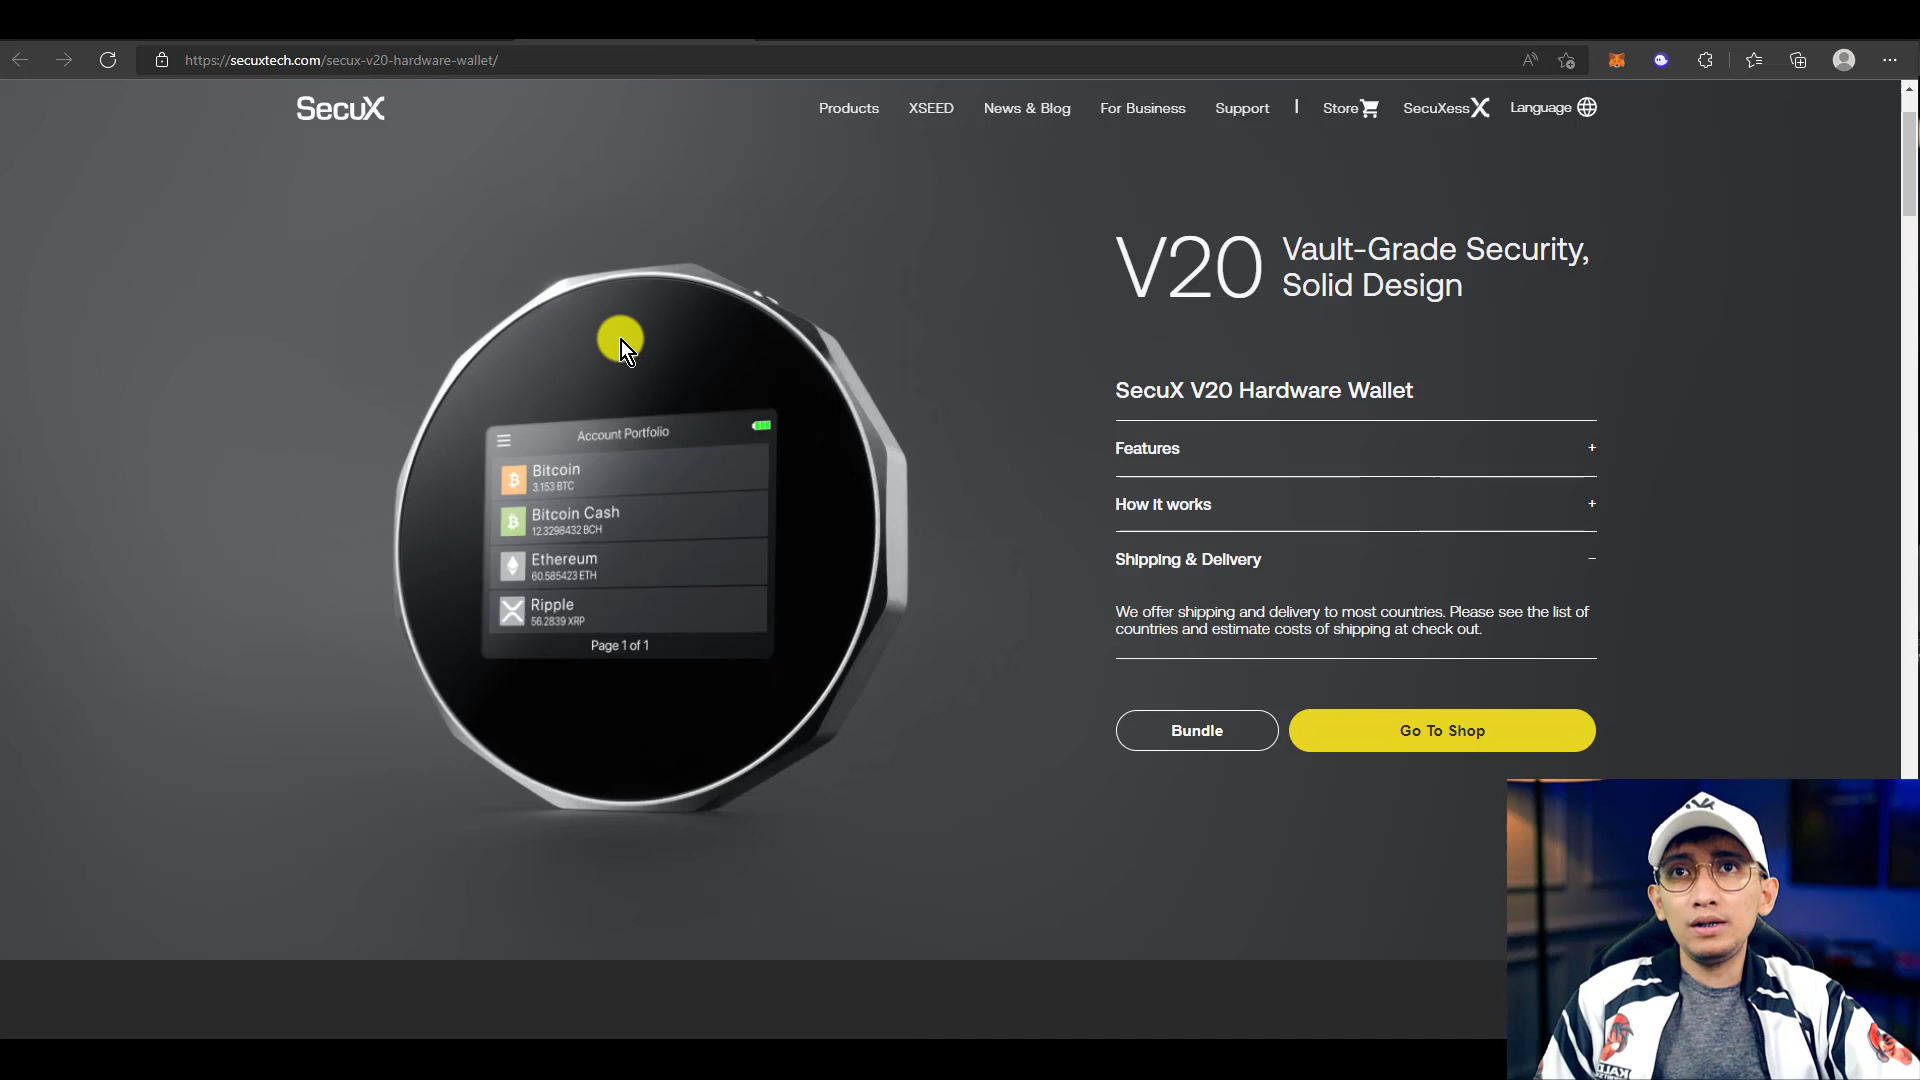 https://secuxtech.com/secux-v20-hardware-wallet/
SecuX
Products
XSEED
News & Blog
For Business
Support
Store
SecuXess
Language
V20
Vault-Grade Security,
Solid Design
SecuX V20 Hardware Wallet
Features
+
How It works
+
Shipping & Delivery
−
We offer shipping and delivery to most countries. Please see the list of
countries and estimate costs of shipping at check out.
Bundle
Go To Shop
Account Portfolio
Bitcoin
3.153 BTC
Bitcoin Cash
12.3298432 BCH
Ethereum
60.585423 ETH
Ripple
56.2839 XRP
Page 1 of 1